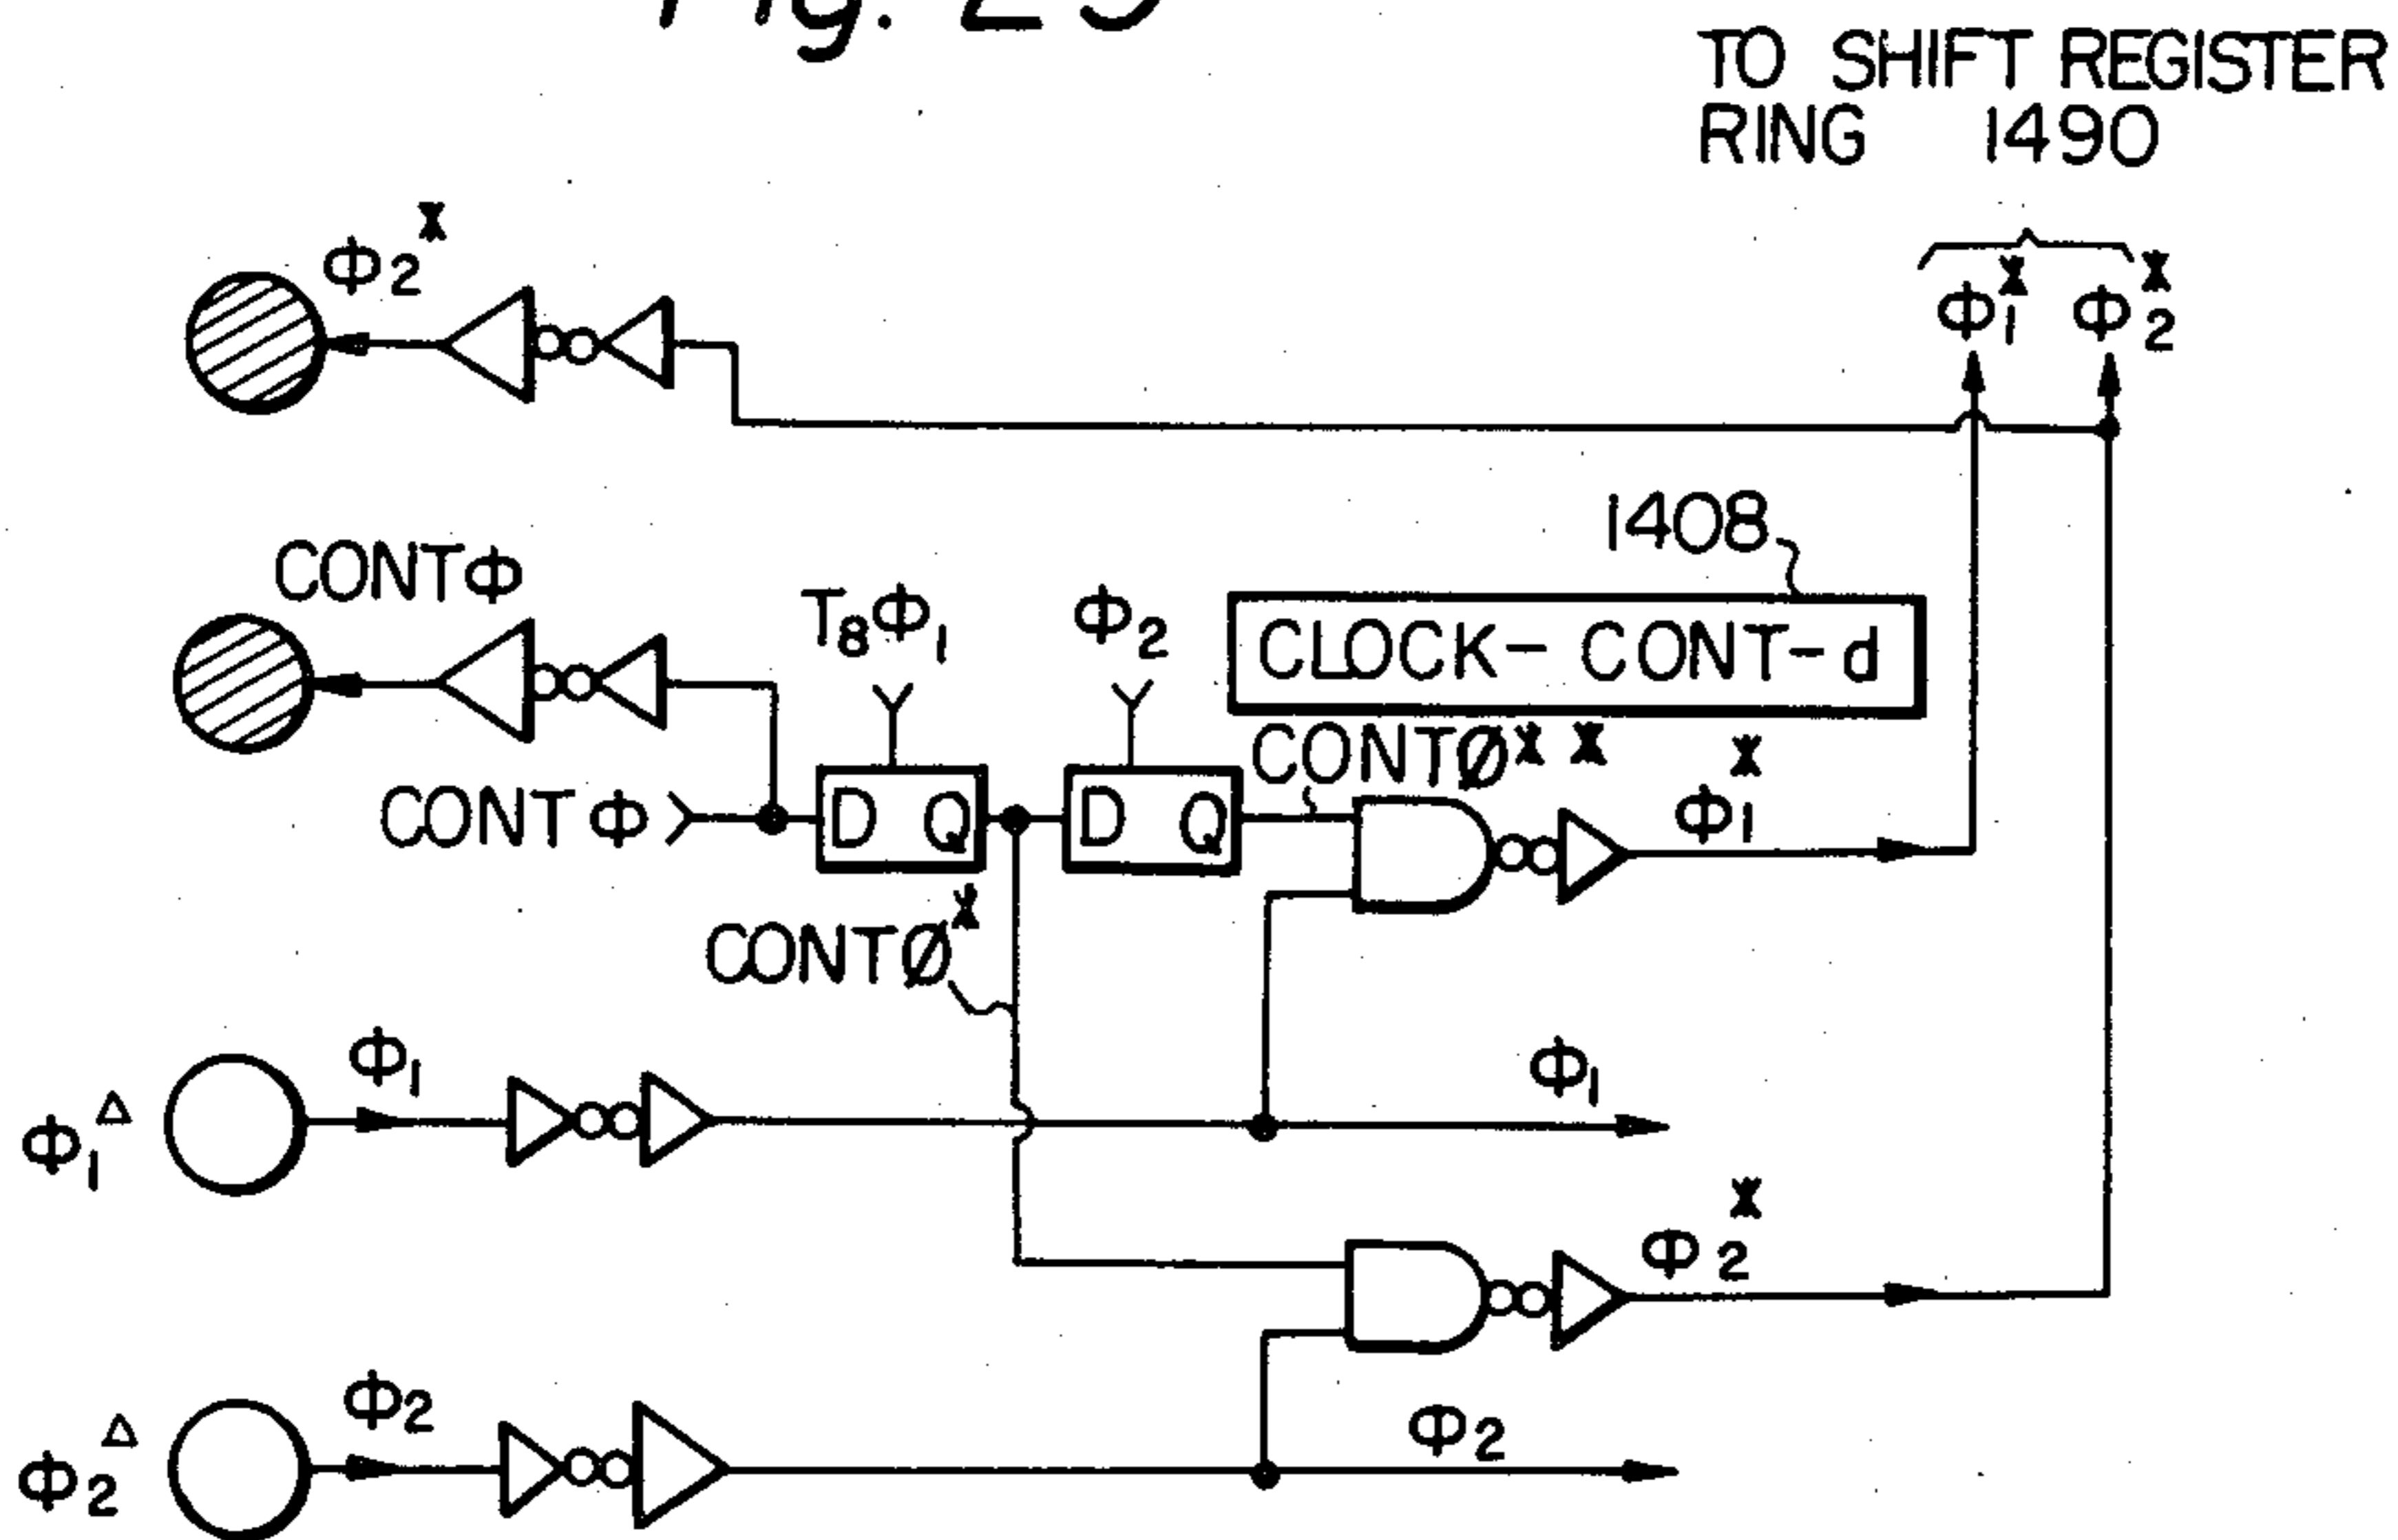 Fig. 25
TO SHIFT REGISTER
RING 1490
Φ2*
Φ1* Φ2*
1408
CONTΦ
T8Φ1
Φ2
CLOCK-CONT-d
CONTØ**
Φ1*
CONTΦ
D Q
D Q
CONTØ*
Φ1
Φ1
Φ1△
Φ2*
Φ2
Φ2
Φ2△